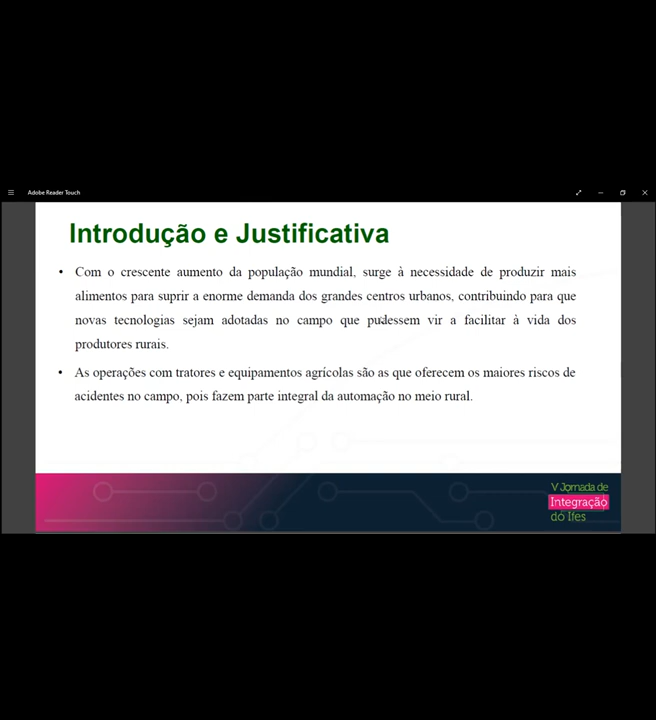 Adobe Reader Touch
Introdução e Justificativa
• Com o crescente aumento da população mundial, surge à necessidade de produzir mais
alimentos para suprir a enorme demanda dos grandes centros urbanos, contribuindo para que
novas tecnologias sejam adotadas no campo que pudessem vir a facilitar à vida dos
produtores rurais.
• As operações com tratores e equipamentos agrícolas são as que oferecem os maiores riscos de
acidentes no campo, pois fazem parte integral da automação no meio rural.
V Jornada de
Integração
do Ifes